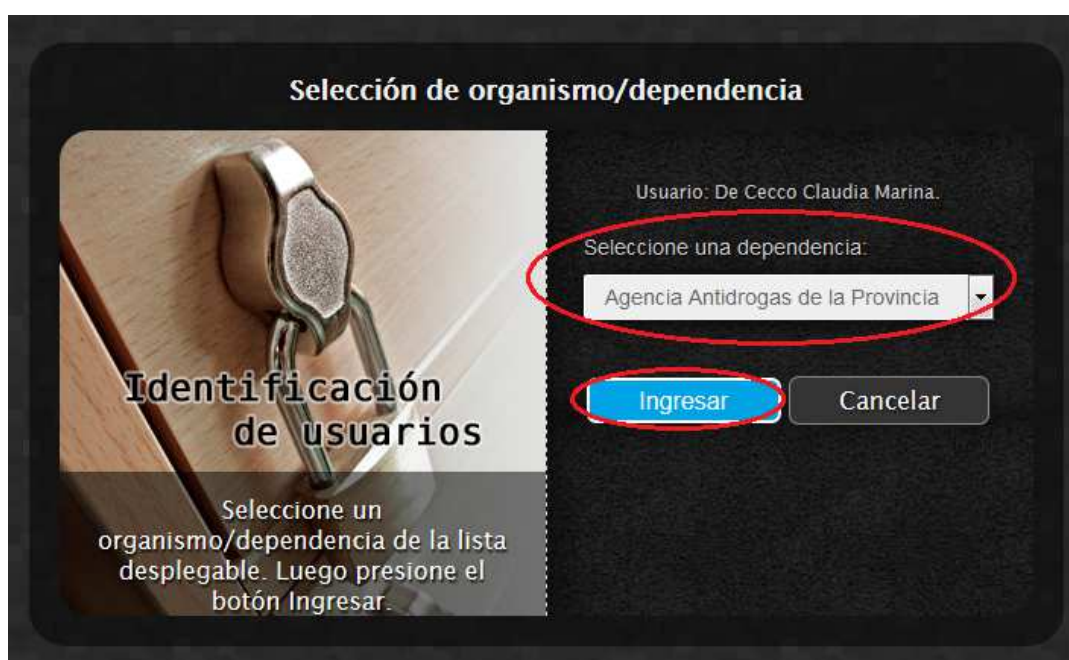 Selección de organismo/dependencia
Identificación
de usuarios
Seleccione un
organismo/dependencia de la lista
desplegable. Luego presione el
botón Ingresar.
Usuario: De Cecco Claudia Marina.
Seleccione una dependencia:
Agencia Antidrogas de la Provincia
Ingresar
Cancelar